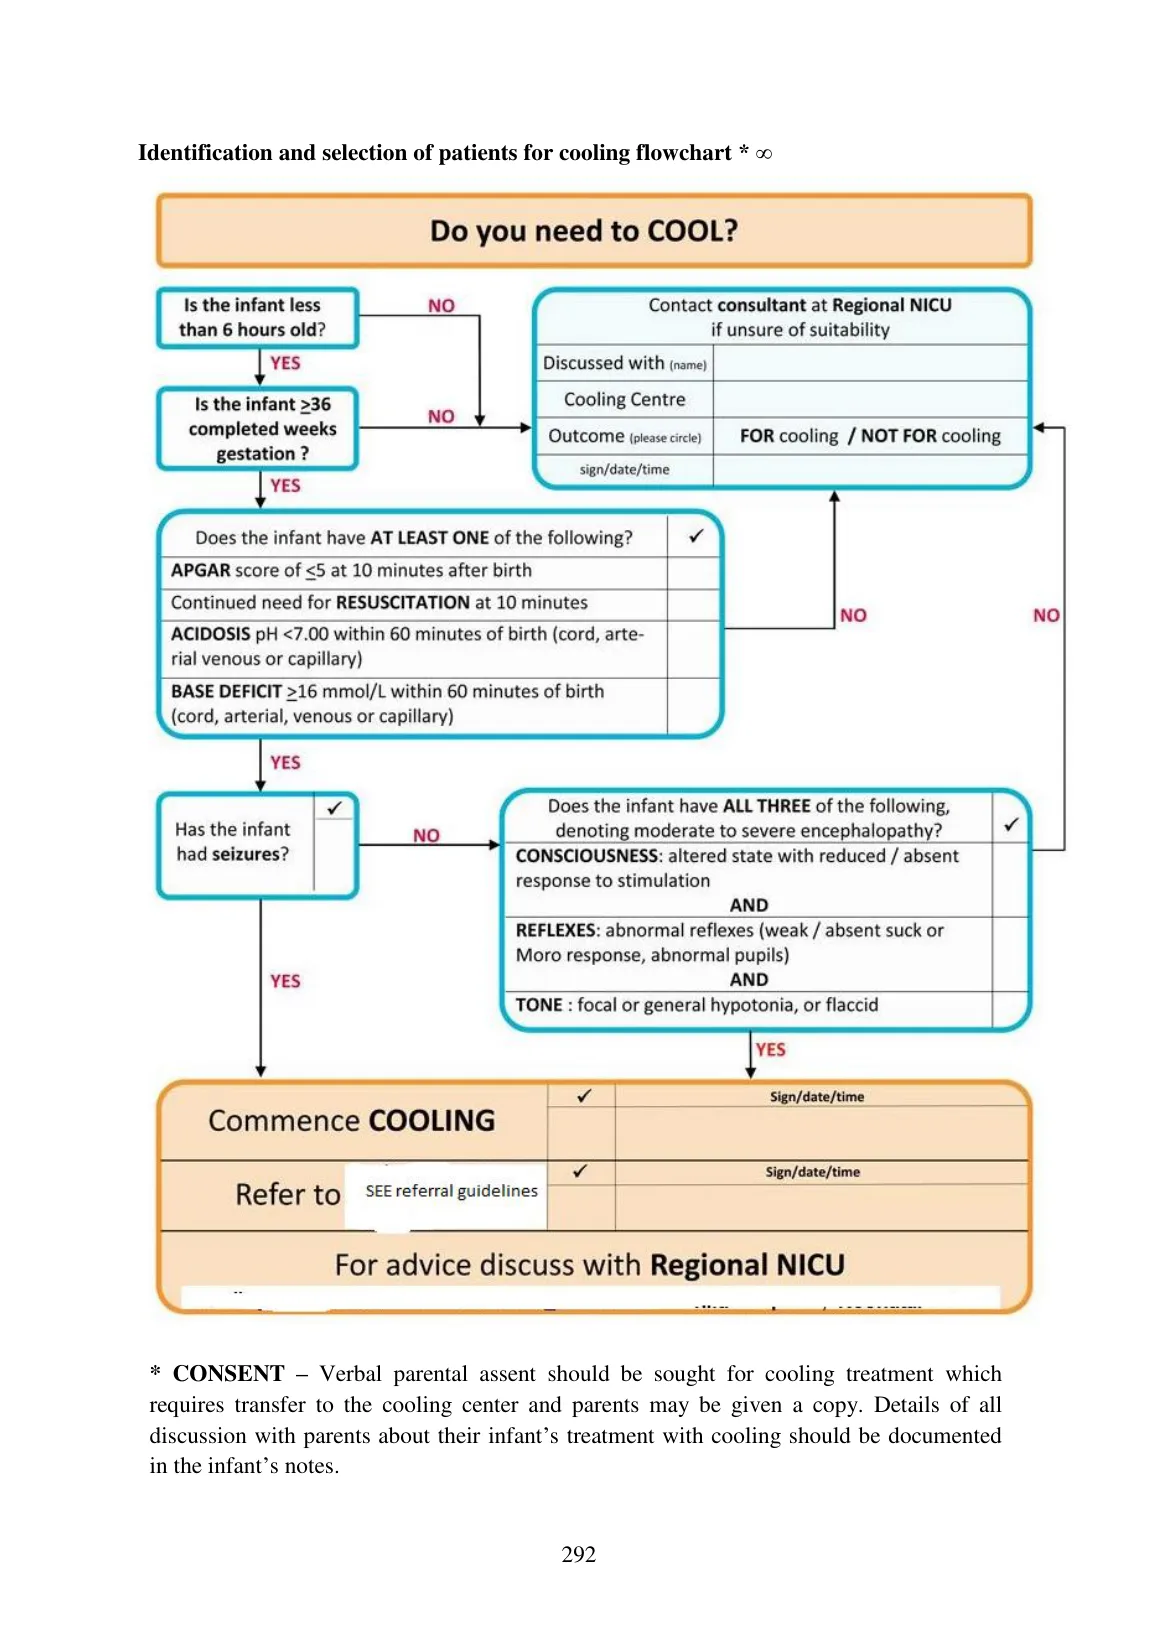 Identification and selection of patients for cooling flowchart * ∞
Do you need to COOL?
Is the infant less
than 6 hours old?
NO
YES
Is the infant ≥36
completed weeks
gestation ?
NO
YES
Contact consultant at Regional NICU
if unsure of suitability
Discussed with (name)
Cooling Centre
Outcome (please circle) FOR cooling / NOT FOR cooling
sign/date/time
Does the infant have AT LEAST ONE of the following? ✓
APGAR score of ≤5 at 10 minutes after birth
Continued need for RESUSCITATION at 10 minutes
ACIDOSIS pH <7.00 within 60 minutes of birth (cord, arte-
rial venous or capillary)
BASE DEFICIT ≥16 mmol/L within 60 minutes of birth
(cord, arterial, venous or capillary)
NO
NO
YES
Has the infant
had seizures?
✓
NO
YES
Does the infant have ALL THREE of the following,
denoting moderate to severe encephalopathy? ✓
CONSCIOUSNESS: altered state with reduced / absent
response to stimulation
AND
REFLEXES: abnormal reflexes (weak / absent suck or
Moro response, abnormal pupils)
AND
TONE : focal or general hypotonia, or flaccid
YES
Commence COOLING ✓ Sign/date/time
Refer to SEE referral guidelines ✓ Sign/date/time
For advice discuss with Regional NICU
* CONSENT – Verbal parental assent should be sought for cooling treatment which
requires transfer to the cooling center and parents may be given a copy. Details of all
discussion with parents about their infant's treatment with cooling should be documented
in the infant's notes.
292